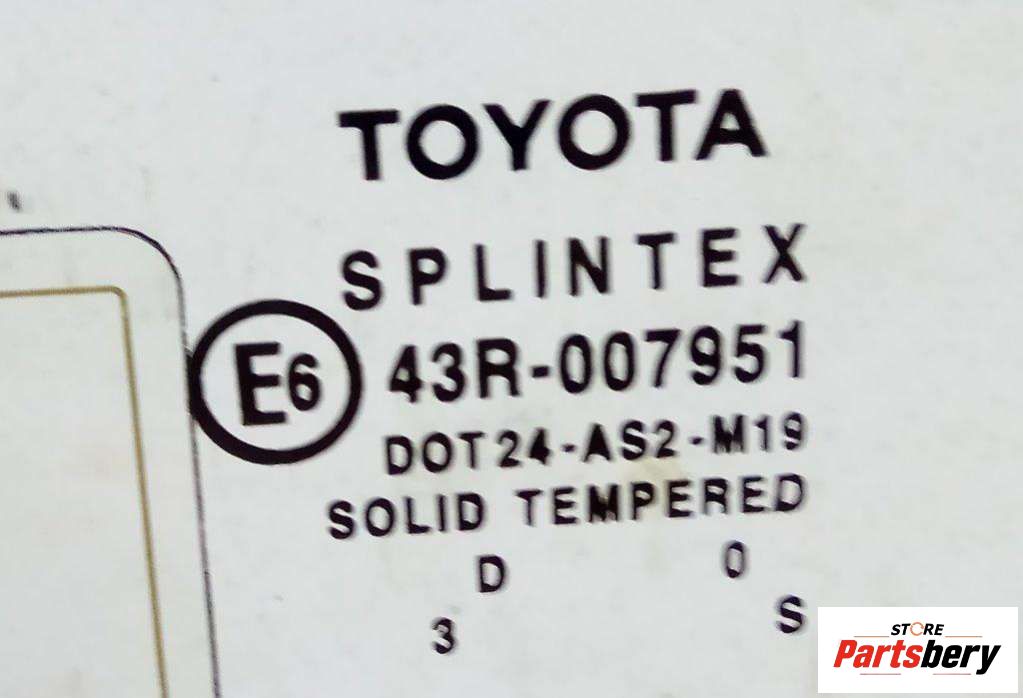 TOYOTA
SPLINTEX
E6 43R-007951
DOT24-AS2-M19
SOLID TEMPERED
D 0
3 S
STORE
Partsbery